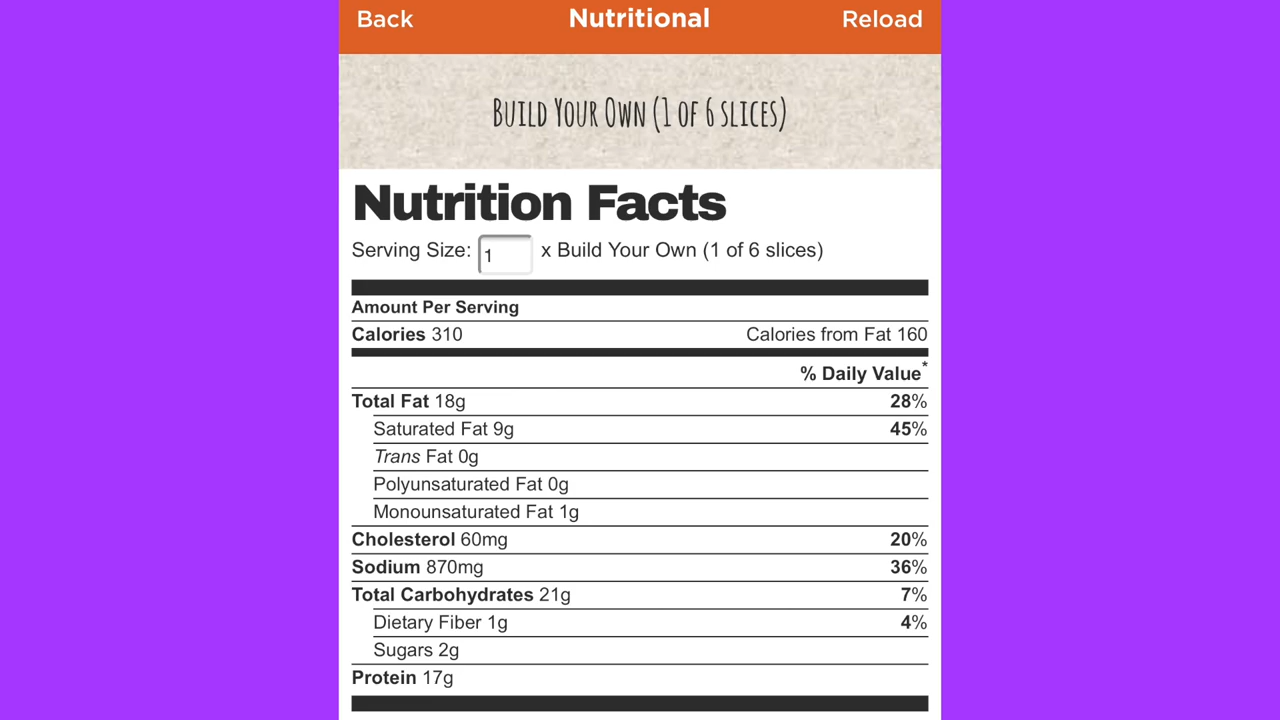 Back Nutritional Reload
Build Your Own (1 of 6 slices)
Nutrition Facts
Serving Size: 1 x Build Your Own (1 of 6 slices)
Amount Per Serving
Calories 310 Calories from Fat 160
% Daily Value*
Total Fat 18g 28%
Saturated Fat 9g 45%
Trans Fat 0g
Polyunsaturated Fat 0g
Monounsaturated Fat 1g
Cholesterol 60mg 20%
Sodium 870mg 36%
Total Carbohydrates 21g 7%
Dietary Fiber 1g 4%
Sugars 2g
Protein 17g